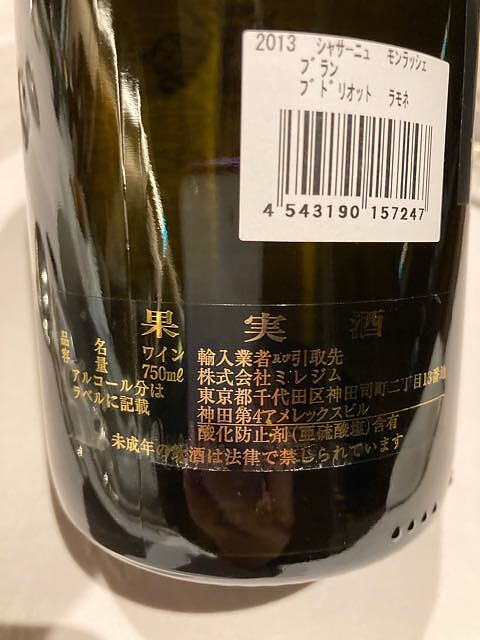 2013 シャサーニュ モンラッシェ
ブラン
ブドリオット ラモネ
4 543190 157247
果実酒
品名 ワイン
容量 750ml
アルコール分は
ラベルに記載
輸入業者及び引取先
株式会社ミレジム
東京都千代田区神田司町二丁目13番地
神田第4アメレックスビル
酸化防止剤(亜硫酸塩)含有
未成年の飲酒は法律で禁じられています